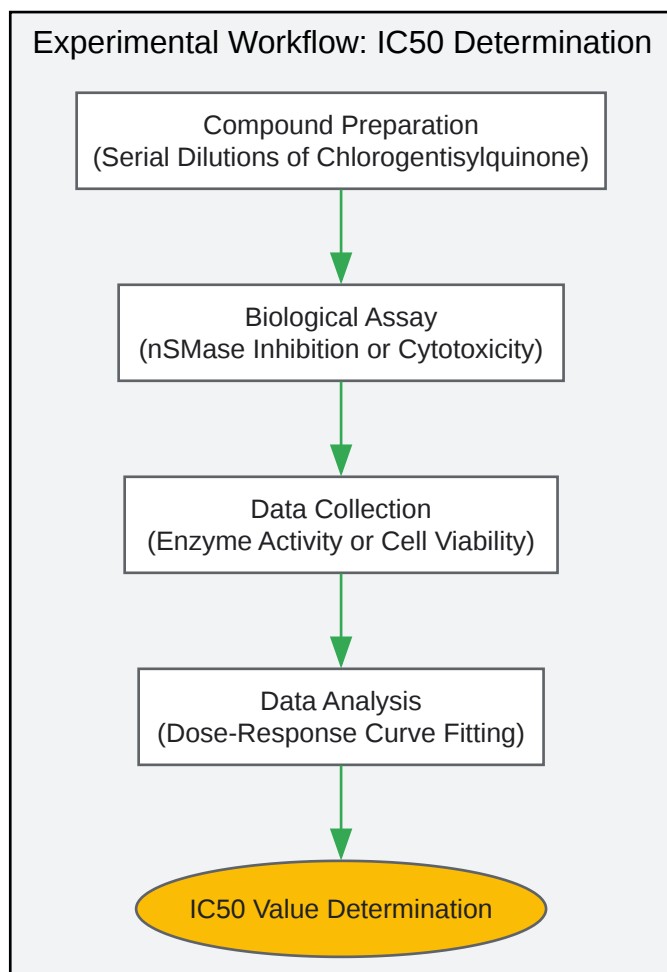 Experimental Workflow: IC50 Determination
Compound Preparation
(Serial Dilutions of Chlorogentisylquinone)
Biological Assay
(nSMase Inhibition or Cytotoxicity)
Data Collection
(Enzyme Activity or Cell Viability)
Data Analysis
(Dose-Response Curve Fitting)
IC50 Value Determination